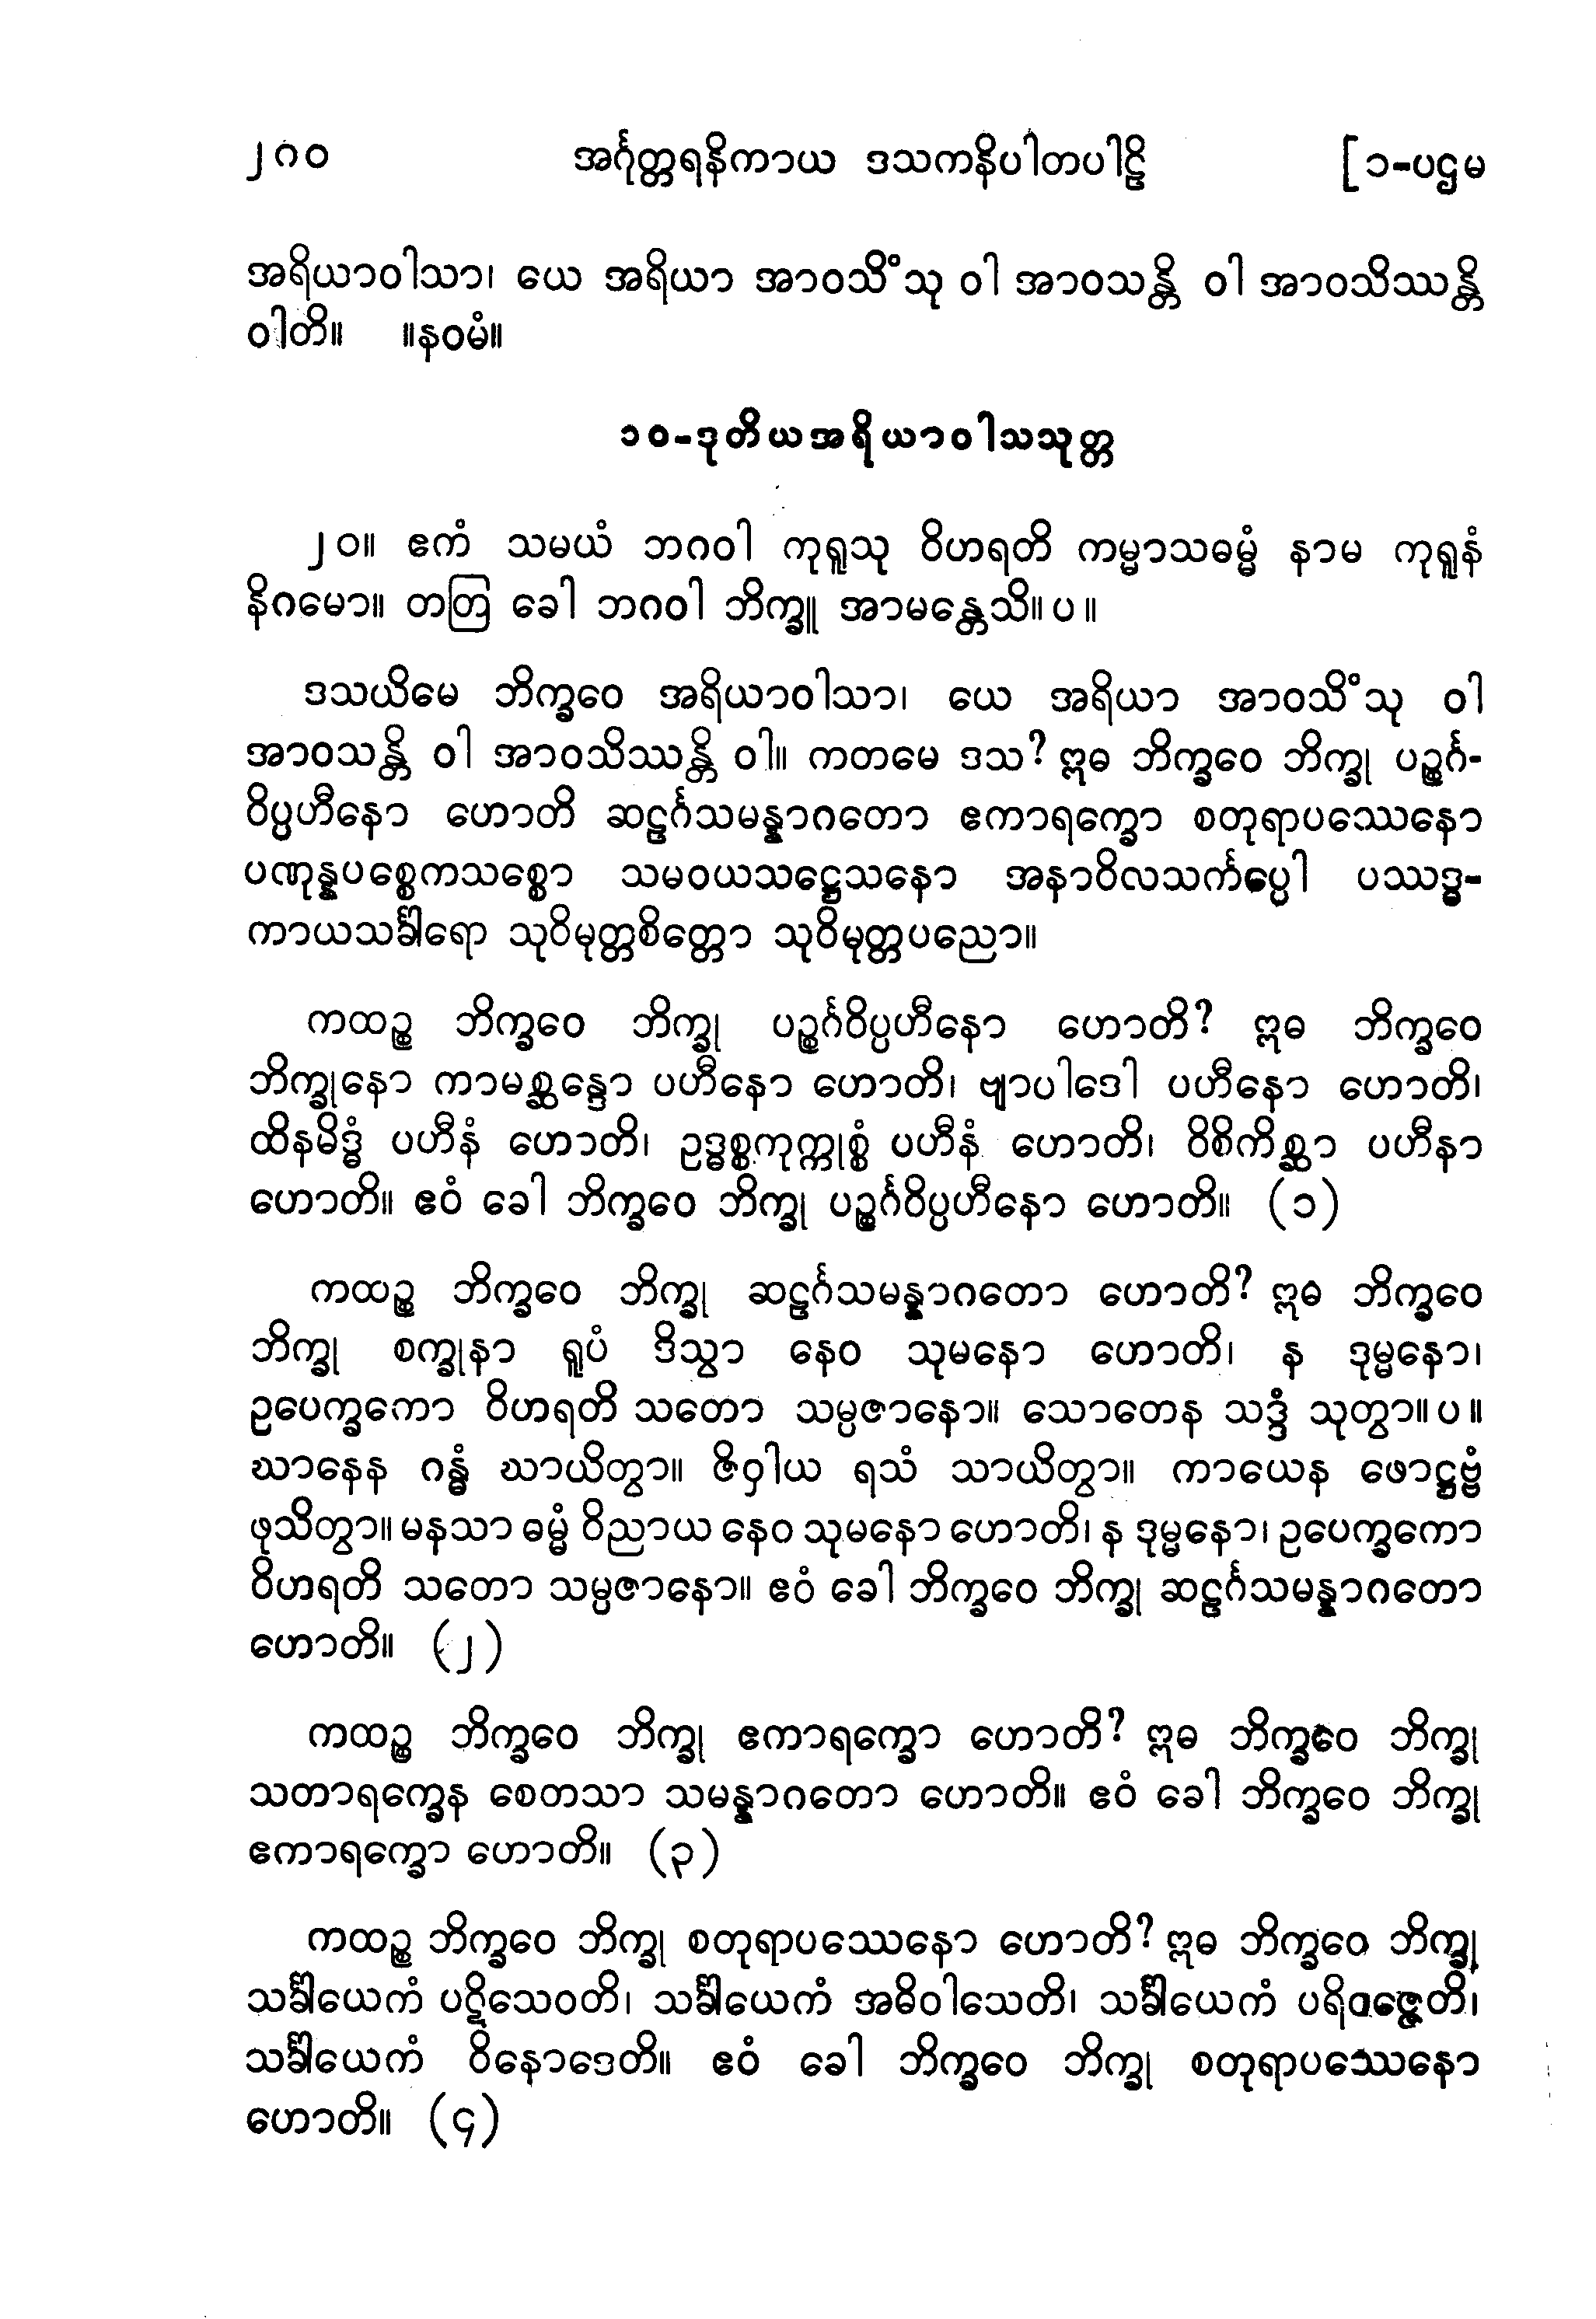 ၂၈၀ အင်္ဂုတ္တရနိကာယ ဒသကနိပါတပါဠိ [၁-ပဌမ
အရိယာဝါသာ၊ ယေ အရိယာ အာဝသိံသု ဝါ အာဝသန္တိ ဝါ အာဝသိဿန္တိ
ဝါတိ။ ။နဝမံ။
၁၀-ဒုတိယအရိယာဝါသသုတ္တ
၂၀။ ဧကံ သမယံ ဘဂဝါ ကုရူသု ဝိဟရတိ ကမ္မာသဓမ္မံ နာမ ကုရူနံ
နိဂမော။ တတြ ခေါ ဘဂဝါ ဘိက္ခူ အာမန္တေသိ။ ပ ။
ဒသယိမေ ဘိက္ခဝေ အရိယာဝါသာ၊ ယေ အရိယာ အာဝသိံသု ဝါ
အာဝသန္တိ ဝါ အာဝသိဿန္တိ ဝါ။ ကတမေ ဒသ? ဣဓ ဘိက္ခဝေ ဘိက္ခု ပဉ္စင်္ဂ-
ဝိပ္ပဟီနော ဟောတိ ဆဠင်္ဂသမန္နာဂတော ဧကာရက္ခော စတုရာပဿေနော
ပဏုန္နပစ္စေကသစ္စော သမဝယသဋ္ဌေသနော အနာဝိလသင်္ကပ္ပေါ ပဿဒ္ဓ-
ကာယသင်္ခါရော သုဝိမုတ္တစိတ္တော သုဝိမုတ္တပညော။
ကထဉ္စ ဘိက္ခဝေ ဘိက္ခု ပဉ္စင်္ဂဝိပ္ပဟီနော ဟောတိ? ဣဓ ဘိက္ခဝေ
ဘိက္ခုနော ကာမစ္ဆန္ဒော ပဟီနော ဟောတိ၊ ဗျာပါဒေါ ပဟီနော ဟောတိ၊
ထိနမိဒ္ဓံ ပဟီနံ ဟောတိ၊ ဥဒ္ဓစ္စကုက္ကုစ္စံ ပဟီနံ ဟောတိ၊ ဝိစိကိစ္ဆာ ပဟီနာ
ဟောတိ။ ဧဝံ ခေါ ဘိက္ခဝေ ဘိက္ခု ပဉ္စင်္ဂဝိပ္ပဟီနော ဟောတိ။ (၁)
ကထဉ္စ ဘိက္ခဝေ ဘိက္ခု ဆဠင်္ဂသမန္နာဂတော ဟောတိ? ဣဓ ဘိက္ခဝေ
ဘိက္ခု စက္ခုနာ ရူပံ ဒိသွာ နေဝ သုမနော ဟောတိ၊ န ဒုမ္မနော၊
ဥပေက္ခကော ဝိဟရတိ သတော သမ္ပဇာနော။ သောတေန သဒ္ဒံ သုတွာ။ ပ ။
ဃာနေန ဂန္ဓံ ဃာယိတွာ။ ဇိဝှါယ ရသံ သာယိတွာ။ ကာယေန ဖောဋ္ဌဗ္ဗံ
ဖုသိတွာ။ မနသာ ဓမ္မံ ဝိညာယ နေဝ သုမနော ဟောတိ၊ န ဒုမ္မနော၊ ဥပေက္ခကော
ဝိဟရတိ သတော သမ္ပဇာနော။ ဧဝံ ခေါ ဘိက္ခဝေ ဘိက္ခု ဆဠင်္ဂသမန္နာဂတော
ဟောတိ။ (၂)
ကထဉ္စ ဘိက္ခဝေ ဘိက္ခု ဧကာရက္ခော ဟောတိ? ဣဓ ဘိက္ခဝေ ဘိက္ခု
သတာရက္ခေန စေတသာ သမန္နာဂတော ဟောတိ။ ဧဝံ ခေါ ဘိက္ခဝေ ဘိက္ခု
ဧကာရက္ခော ဟောတိ။ (၃)
ကထဉ္စ ဘိက္ခဝေ ဘိက္ခု စတုရာပဿေနော ဟောတိ? ဣဓ ဘိက္ခဝေ ဘိက္ခု
သင်္ခါယေကံ ပဋိသေဝတိ၊ သင်္ခါယေကံ အဓိဝါသေတိ၊ သင်္ခါယေကံ ပရိဝဇ္ဇေတိ၊
သင်္ခါယေကံ ဝိနောဒေတိ။ ဧဝံ ခေါ ဘိက္ခဝေ ဘိက္ခု စတုရာပဿေနော
ဟောတိ။ (၄)